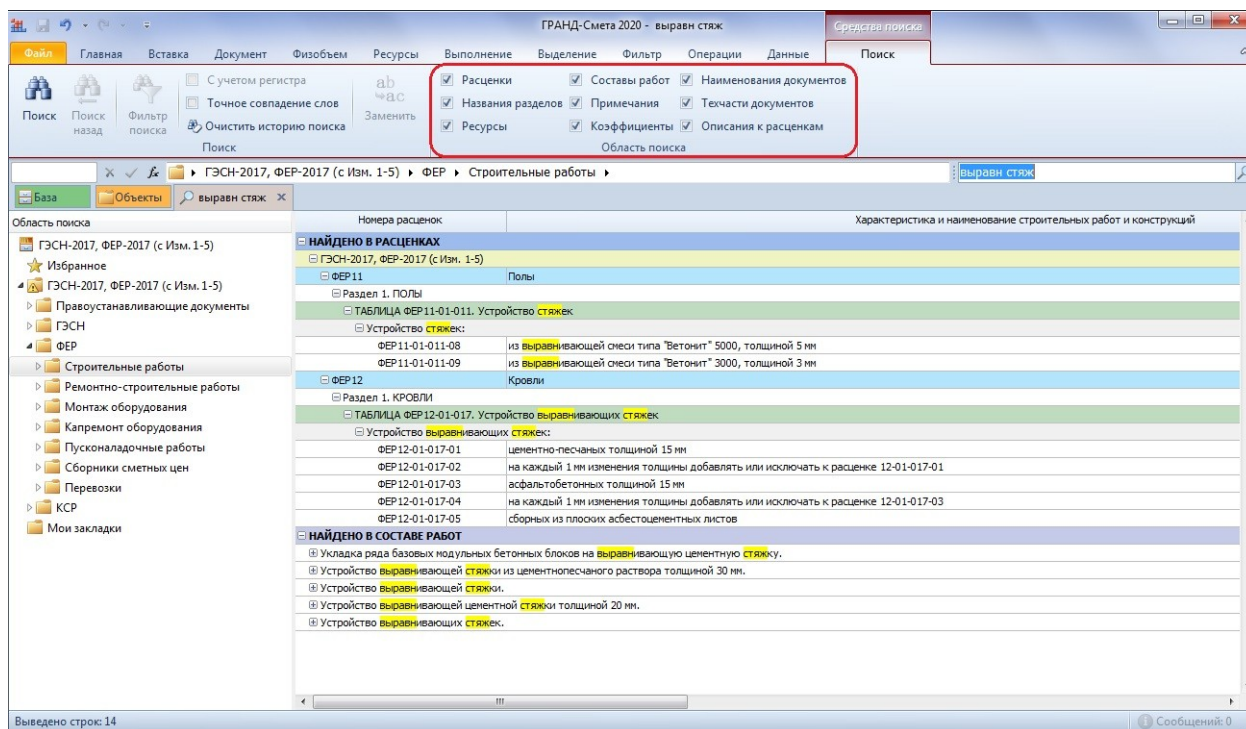 ГРАНД-Смета 2020 - выравн стяж
Средства поиска
Файл Главная Вставка Документ Физобъем Ресурсы Выполнение Выделение Фильтр Операции Данные Поиск
Поиск
Поиск назад
Фильтр поиска
С учетом регистра
Точное совпадение слов
Очистить историю поиска
Поиск
ab
ac
Заменить
Расценки Составы работ Наименования документов
Названия разделов Примечания Техчасти документов
Ресурсы Коэффициенты Описания к расценкам
Область поиска
fx ГЭСН-2017, ФЕР-2017 (с Изм. 1-5) ФЕР Строительные работы выравн стяж
База Объекты выравн стяж
Область поиска
ГЭСН-2017, ФЕР-2017 (с Изм. 1-5)
Избранное
ГЭСН-2017, ФЕР-2017 (с Изм. 1-5)
Правоустанавливающие документы
ГЭСН
ФЕР
Строительные работы
Ремонтно-строительные работы
Монтаж оборудования
Капремонт оборудования
Пусконаладочные работы
Сборники сметных цен
Перевозки
КСР
Мои закладки
Номера расценок Характеристика и наименование строительных работ и конструкций
НАЙДЕНО В РАСЦЕНКАХ
ГЭСН-2017, ФЕР-2017 (с Изм. 1-5)
ФЕР11 Полы
Раздел 1. ПОЛЫ
ТАБЛИЦА ФЕР11-01-011. Устройство стяжек
Устройство стяжек:
ФЕР11-01-011-08 из выравнивающей смеси типа "Ветонит" 5000, толщиной 5 мм
ФЕР11-01-011-09 из выравнивающей смеси типа "Ветонит" 3000, толщиной 3 мм
ФЕР12 Кровли
Раздел 1. КРОВЛИ
ТАБЛИЦА ФЕР12-01-017. Устройство выравнивающих стяжек
Устройство выравнивающих стяжек:
ФЕР12-01-017-01 цементно-песчаных толщиной 15 мм
ФЕР12-01-017-02 на каждый 1 мм изменения толщины добавлять или исключать к расценке 12-01-017-01
ФЕР12-01-017-03 асфальтобетонных толщиной 15 мм
ФЕР12-01-017-04 на каждый 1 мм изменения толщины добавлять или исключать к расценке 12-01-017-03
ФЕР12-01-017-05 сборных из плоских асбестоцементных листов
НАЙДЕНО В СОСТАВЕ РАБОТ
Укладка ряда базовых модульных бетонных блоков на выравнивающую цементную стяжку.
Устройство выравнивающей стяжки из цементнопесчаного раствора толщиной 30 мм.
Устройство выравнивающей стяжки.
Устройство выравнивающей цементной стяжки толщиной 20 мм.
Устройство выравнивающих стяжек.
Выведено строк: 14 Сообщений: 0